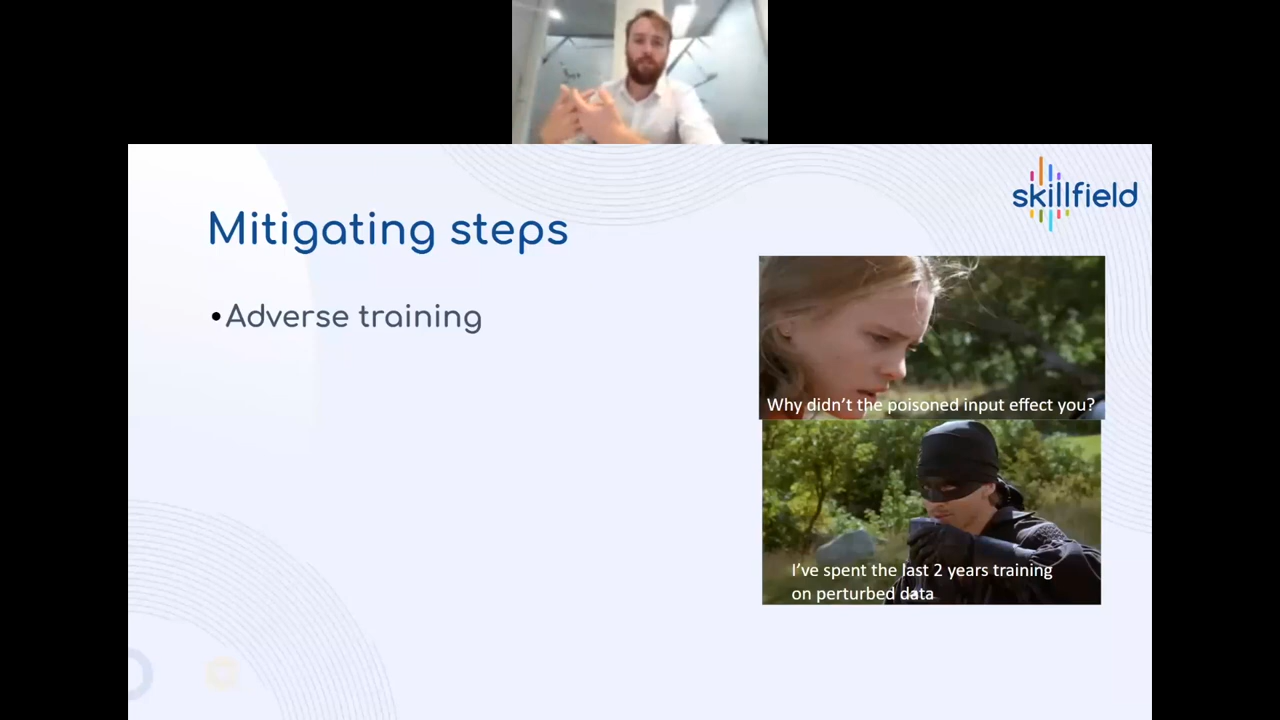 skillfield
Mitigating steps
•Adverse training
Why didn't the poisoned input effect you?
I've spent the last 2 years training
on perturbed data